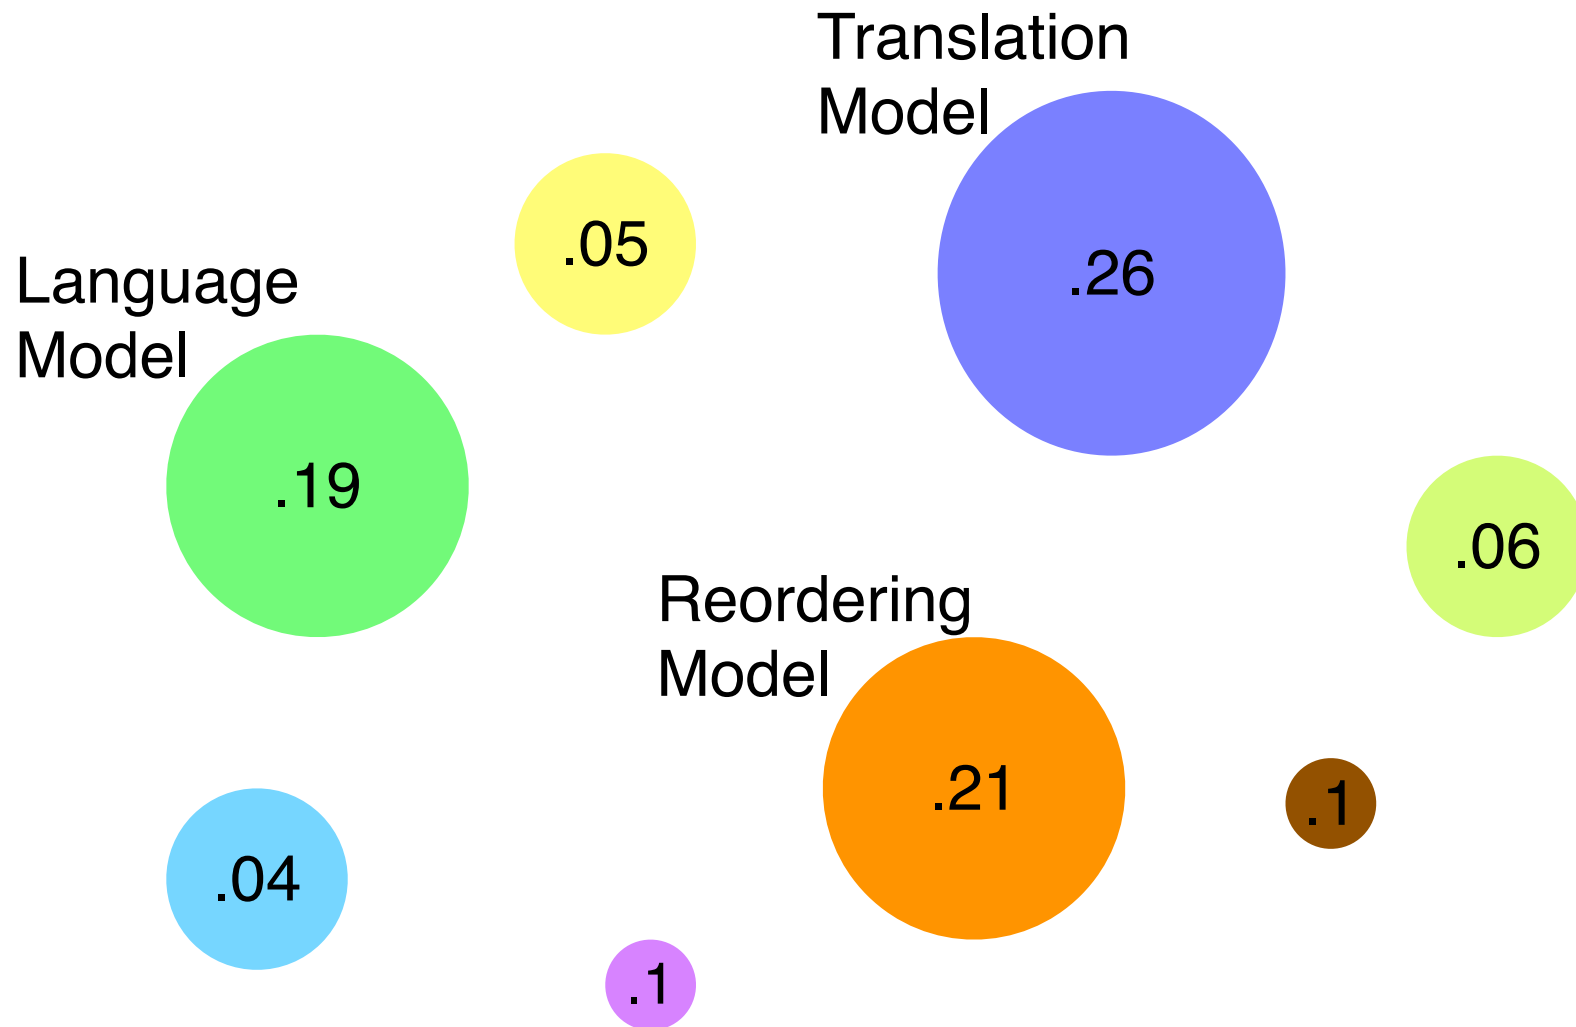 Translation
Model
.05
.26
Language
Model
.19
.06
Reordering
Model
.21
.1
.04
.1